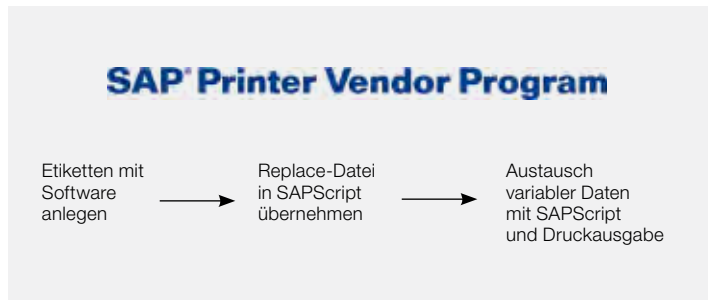 SAP® Printer Vendor Program
Etiketten mit
Software
anlegen
Replace-Datei
in SAPScript
übernehmen
Austausch
variabler Daten
mit SAPScript
und Druckausgabe